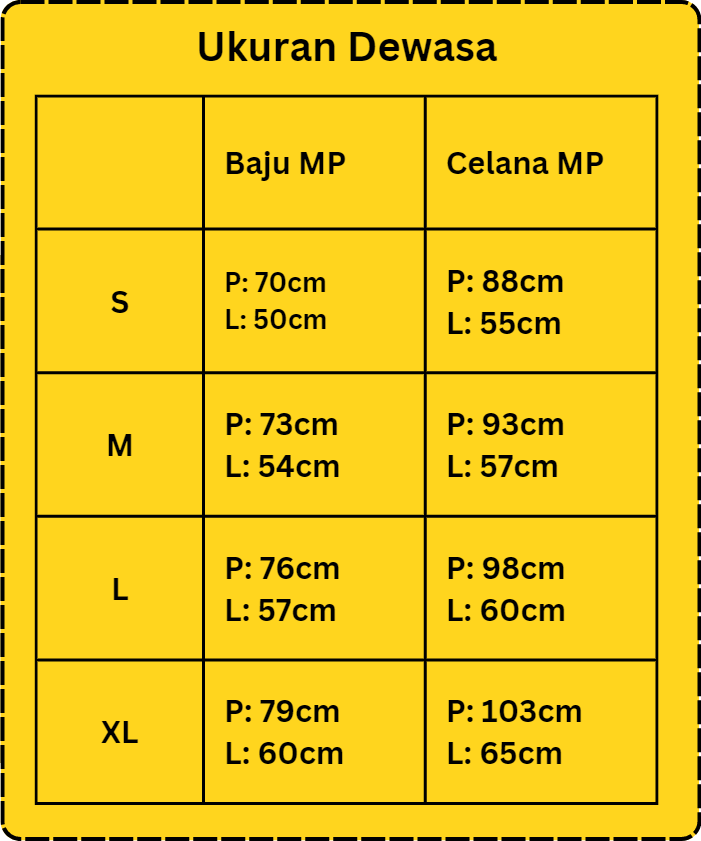 Ukuran Dewasa
Baju MP
Celana MP
S
P: 70cm
L: 50cm
P: 88cm
L: 55cm
M
P: 73cm
L: 54cm
P: 93cm
L: 57cm
L
P: 76cm
L: 57cm
P: 98cm
L: 60cm
XL
P: 79cm
L: 60cm
P: 103cm
L: 65cm